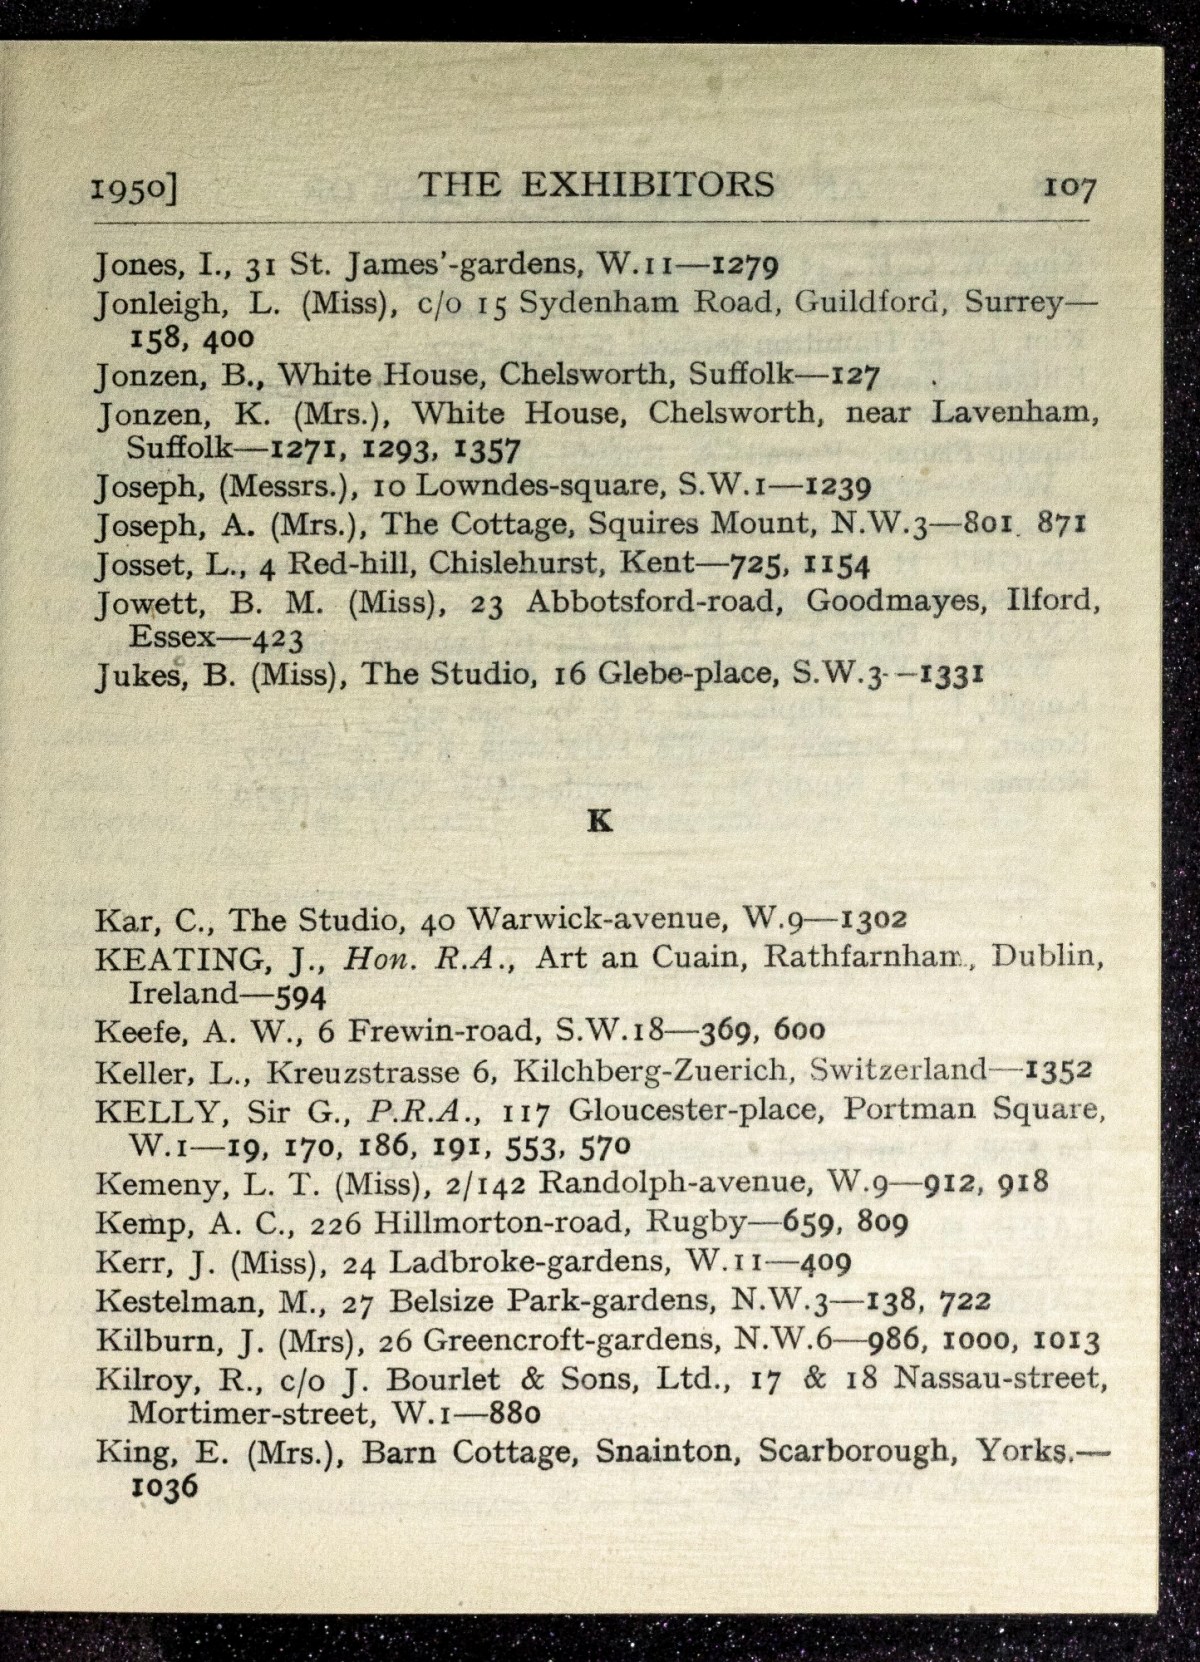 1950] THE EXHIBITORS 107
Jones, I., 31 St. James'-gardens, W.11—1279
Jonleigh, L. (Miss), c/o 15 Sydenham Road, Guildford, Surrey—
158, 400
Jonzen, B., White House, Chelsworth, Suffolk—127
Jonzen, K. (Mrs.), White House, Chelsworth, near Lavenham,
Suffolk—1271, 1293, 1357
Joseph, (Messrs.), 10 Lowndes-square, S.W.1—1239
Joseph, A. (Mrs.), The Cottage, Squires Mount, N.W.3—801, 871
Josset, L., 4 Red-hill, Chislehurst, Kent—725, 1154
Jowett, B. M. (Miss), 23 Abbotsford-road, Goodmayes, Ilford,
Essex—423
Jukes, B. (Miss), The Studio, 16 Glebe-place, S.W.3—1331
K
Kar, C., The Studio, 40 Warwick-avenue, W.9—1302
KEATING, J., Hon. R.A., Art an Cuain, Rathfarnham, Dublin,
Ireland—594
Keefe, A. W., 6 Frewin-road, S.W.18—369, 600
Keller, L., Kreuzstrasse 6, Kilchberg-Zuerich, Switzerland—1352
KELLY, Sir G., P.R.A., 117 Gloucester-place, Portman Square,
W.1—19, 170, 186, 191, 553, 570
Kemeny, L. T. (Miss), 2/142 Randolph-avenue, W.9—912, 918
Kemp, A. C., 226 Hillmorton-road, Rugby—659, 809
Kerr, J. (Miss), 24 Ladbroke-gardens, W.11—409
Kestelman, M., 27 Belsize Park-gardens, N.W.3—138, 722
Kilburn, J. (Mrs), 26 Greencroft-gardens, N.W.6—986, 1000, 1013
Kilroy, R., c/o J. Bourlet & Sons, Ltd., 17 & 18 Nassau-street,
Mortimer-street, W.1—880
King, E. (Mrs.), Barn Cottage, Snainton, Scarborough, Yorks.—
1036